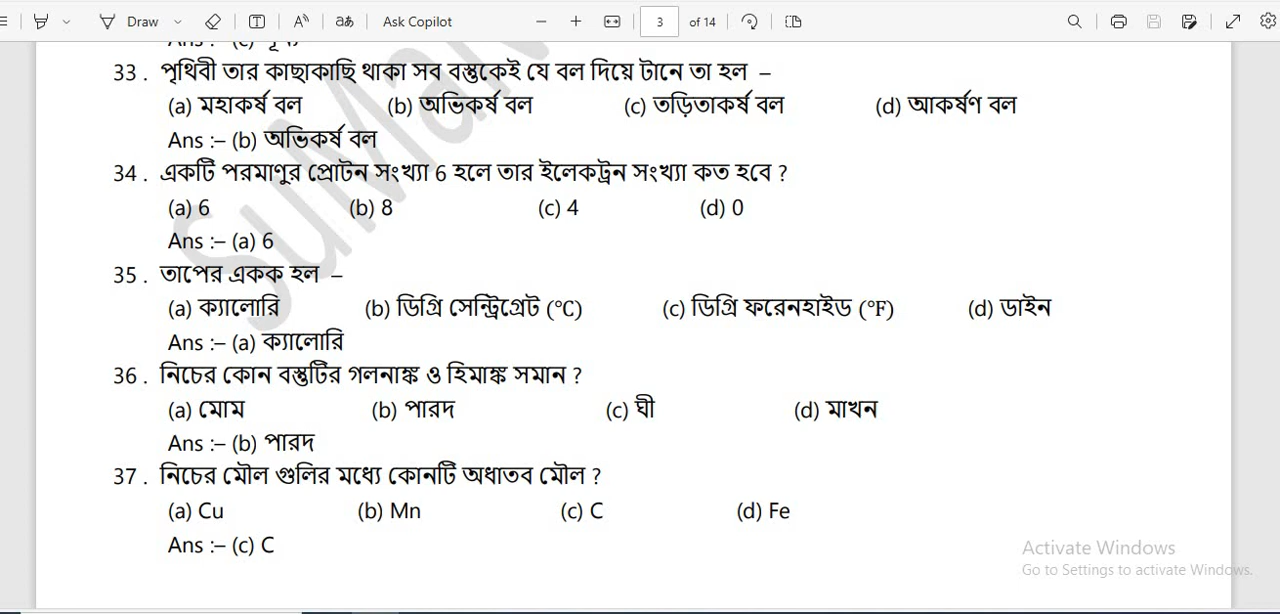 Draw
Ask Copilot
3 of 14
33 . পৃথিবী তার কাছাকাছি থাকা সব বস্তুকেই যে বল দিয়ে টানে তা হল –
(a) মহাকর্ষ বল (b) অভিকর্ষ বল (c) তড়িতাকর্ষ বল (d) আকর্ষণ বল
Ans :– (b) অভিকর্ষ বল
34 . একটি পরমাণুর প্রোটন সংখ্যা 6 হলে তার ইলেকট্রন সংখ্যা কত হবে ?
(a) 6 (b) 8 (c) 4 (d) 0
Ans :– (a) 6
35 . তাপের একক হল –
(a) ক্যালোরি (b) ডিগ্রি সেন্ট্রিগ্রেট (°C) (c) ডিগ্রি ফরেনহাইড (°F) (d) ডাইন
Ans :– (a) ক্যালোরি
36 . নিচের কোন বস্তুটির গলনাঙ্ক ও হিমাঙ্ক সমান ?
(a) মোম (b) পারদ (c) ঘী (d) মাখন
Ans :– (b) পারদ
37 . নিচের মৌল গুলির মধ্যে কোনটি অধাতব মৌল ?
(a) Cu (b) Mn (c) C (d) Fe
Ans :– (c) C
Activate Windows
Go to Settings to activate Windows.